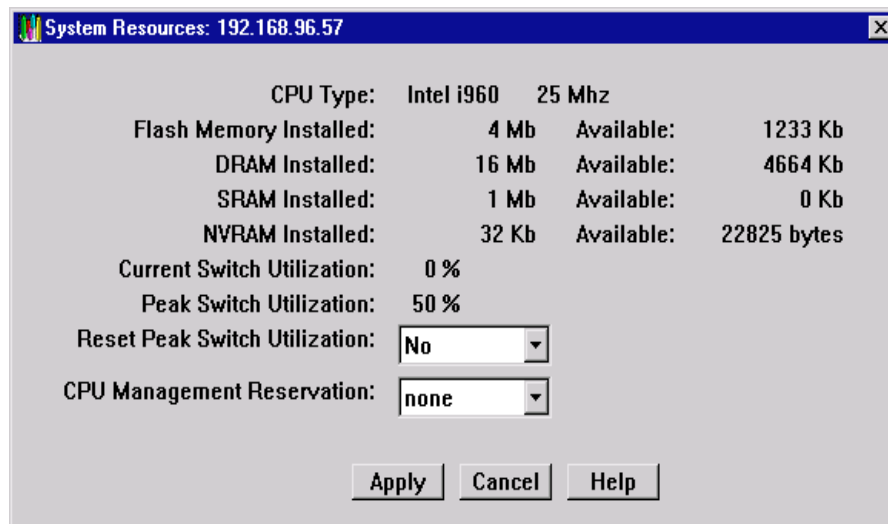 System Resources: 192.168.96.57
CPU Type: Intel i960 25 Mhz
Flash Memory Installed: 4 Mb Available: 1233 Kb
DRAM Installed: 16 Mb Available: 4664 Kb
SRAM Installed: 1 Mb Available: 0 Kb
NVRAM Installed: 32 Kb Available: 22825 bytes
Current Switch Utilization: 0 %
Peak Switch Utilization: 50 %
Reset Peak Switch Utilization: No
CPU Management Reservation: none
Apply Cancel Help